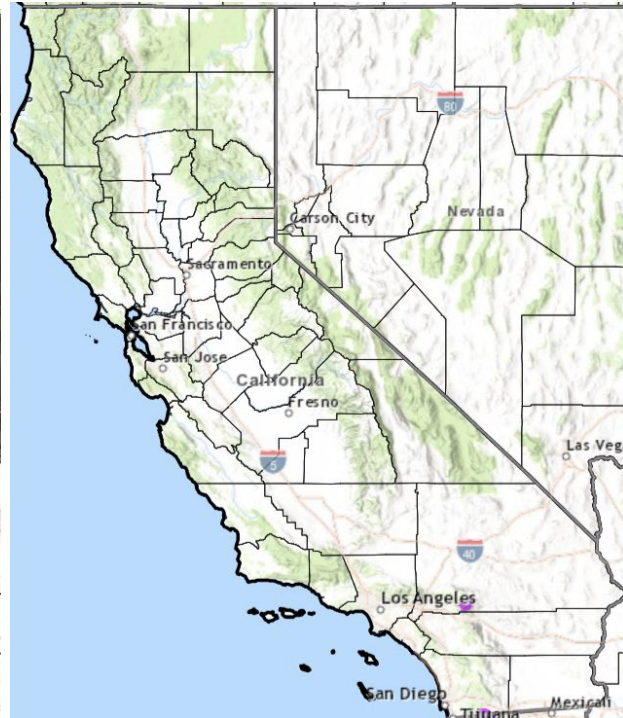 80
Carson City
Nevada
Sacramento
San Francisco
San Jose
California
Fresno
5
Las Veg
40
Los Angeles
San Diego
Tijuana
Mexicali